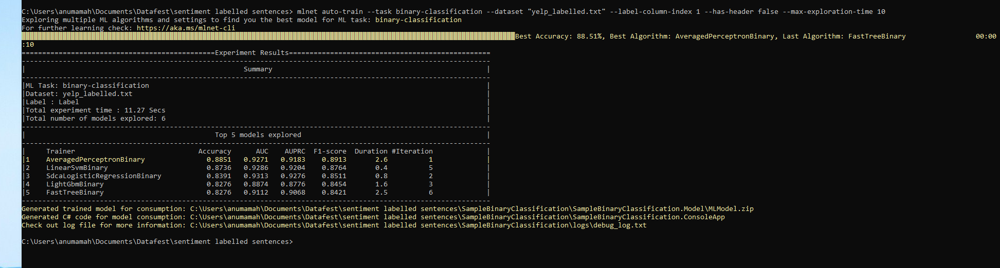 C:\Users\anumamah\Documents\Datafest\sentiment labelled sentences> mlnet auto-train --task binary-classification --dataset "yelp_labelled.txt" --label-column-index 1 --has-header false --max-exploration-time 10
Exploring multiple ML algorithms and settings to find you the best model for ML task: binary-classification
For further learning check: https://aka.ms/mlnet-cli
Best Accuracy: 88.51%, Best Algorithm: AveragedPerceptronBinary, Last Algorithm: FastTreeBinary 00:00
:10
===============================================Experiment Results=================================================
------------------------------------------------------------------------------------------------------------------
| Summary |
------------------------------------------------------------------------------------------------------------------
|ML Task: binary-classification |
|Dataset: yelp_labelled.txt |
|Label : Label |
|Total experiment time : 11.27 Secs |
|Total number of models explored: 6 |
------------------------------------------------------------------------------------------------------------------
| Top 5 models explored |
------------------------------------------------------------------------------------------------------------------
| Trainer Accuracy AUC AUPRC F1-score Duration #Iteration |
|1 AveragedPerceptronBinary 0.8851 0.9271 0.9183 0.8913 2.6 1 |
|2 LinearSvmBinary 0.8736 0.9286 0.9204 0.8764 0.4 5 |
|3 SdcaLogisticRegressionBinary 0.8391 0.9313 0.9276 0.8511 0.8 2 |
|4 LightGbmBinary 0.8276 0.8874 0.8776 0.8454 1.6 3 |
|5 FastTreeBinary 0.8276 0.9112 0.9068 0.8421 2.5 6 |
------------------------------------------------------------------------------------------------------------------
Generated trained model for consumption: C:\Users\anumamah\Documents\Datafest\sentiment labelled sentences\SampleBinaryClassification\SampleBinaryClassification.Model\MLModel.zip
Generated C# code for model consumption: C:\Users\anumamah\Documents\Datafest\sentiment labelled sentences\SampleBinaryClassification\SampleBinaryClassification.ConsoleApp
Check out log file for more information: C:\Users\anumamah\Documents\Datafest\sentiment labelled sentences\SampleBinaryClassification\logs\debug_log.txt
C:\Users\anumamah\Documents\Datafest\sentiment labelled sentences>